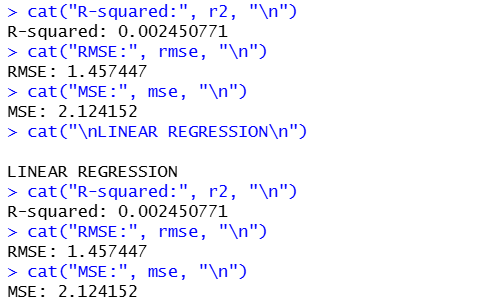 > cat("R-squared:", r2, "\n")
R-squared: 0.002450771
> cat("RMSE:", rmse, "\n")
RMSE: 1.457447
> cat("MSE:", mse, "\n")
MSE: 2.124152
> cat("\nLINEAR REGRESSION\n")

LINEAR REGRESSION
> cat("R-squared:", r2, "\n")
R-squared: 0.002450771
> cat("RMSE:", rmse, "\n")
RMSE: 1.457447
> cat("MSE:", mse, "\n")
MSE: 2.124152